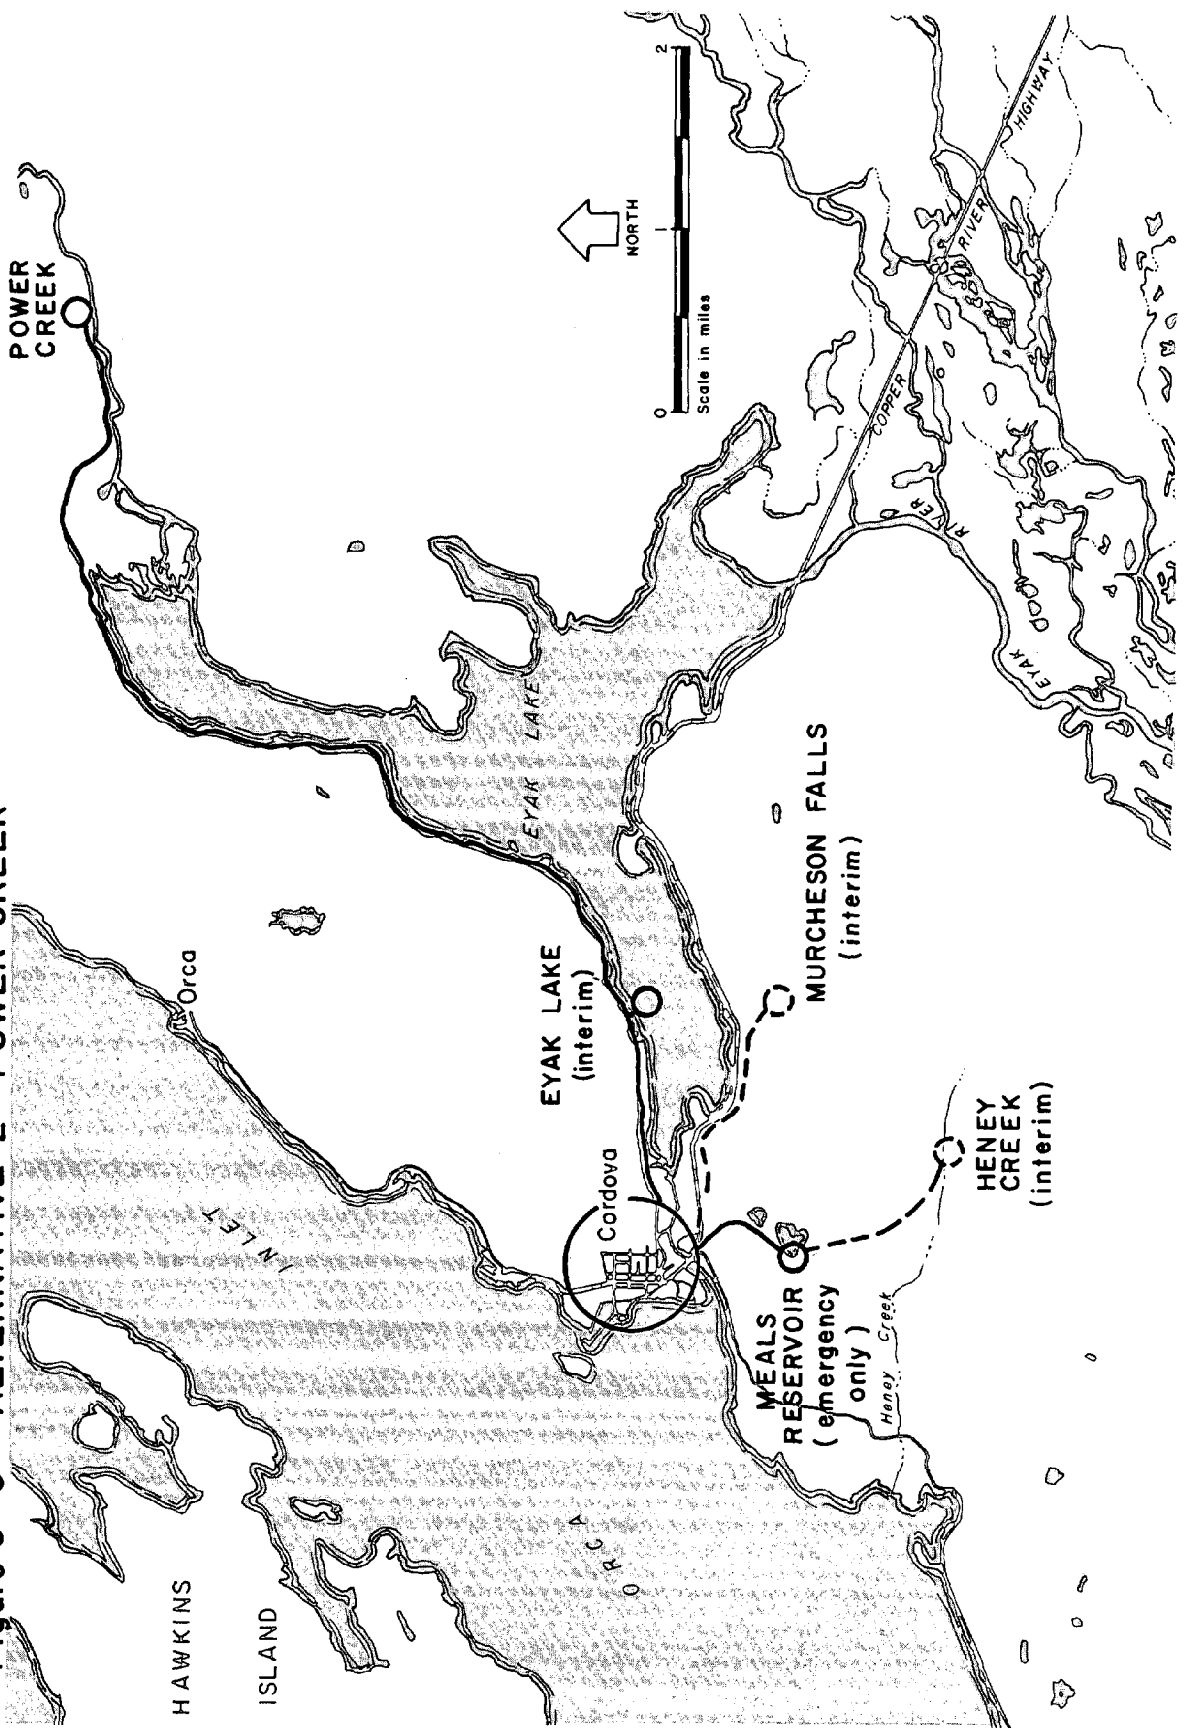 POWER
CREEK
2
1
0
Scale in miles
NORTH
HIGHWAY
RIVER
COPPER
RIVER
EYAK
EYAK LAKE
Orca
EYAK LAKE
(interim)
MURCHESON FALLS
(interim)
INLET
Cordova
HENEY
CREEK
(interim)
MEALS
RESERVOIR
(emergency
only)
Heney Creek
ORCA
HAWKINS
ISLAND